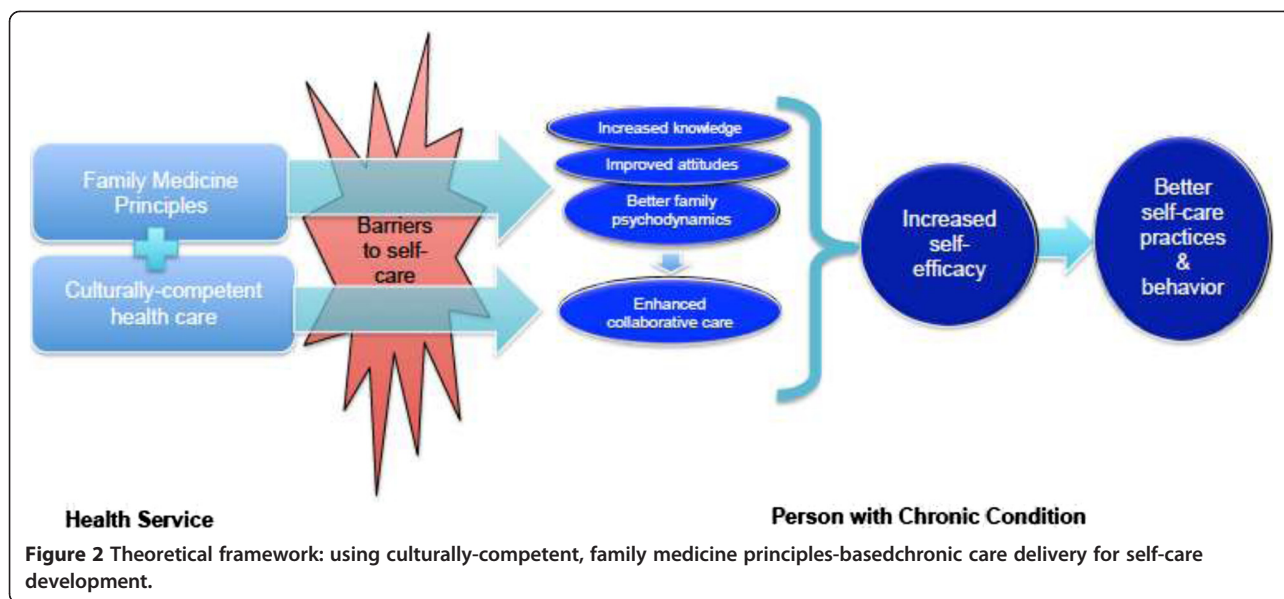 Family Medicine
Principles
Culturally-competent
health care
Barriers
to self-
care
Increased knowledge
Improved attitudes
Better family
psychodynamics
Enhanced
collaborative care
Increased
self-
efficacy
Better
self-care
practices
&
behavior
Health Service
Person with Chronic Condition
Figure 2 Theoretical framework: using culturally-competent, family medicine principles-basedchronic care delivery for self-care
development.